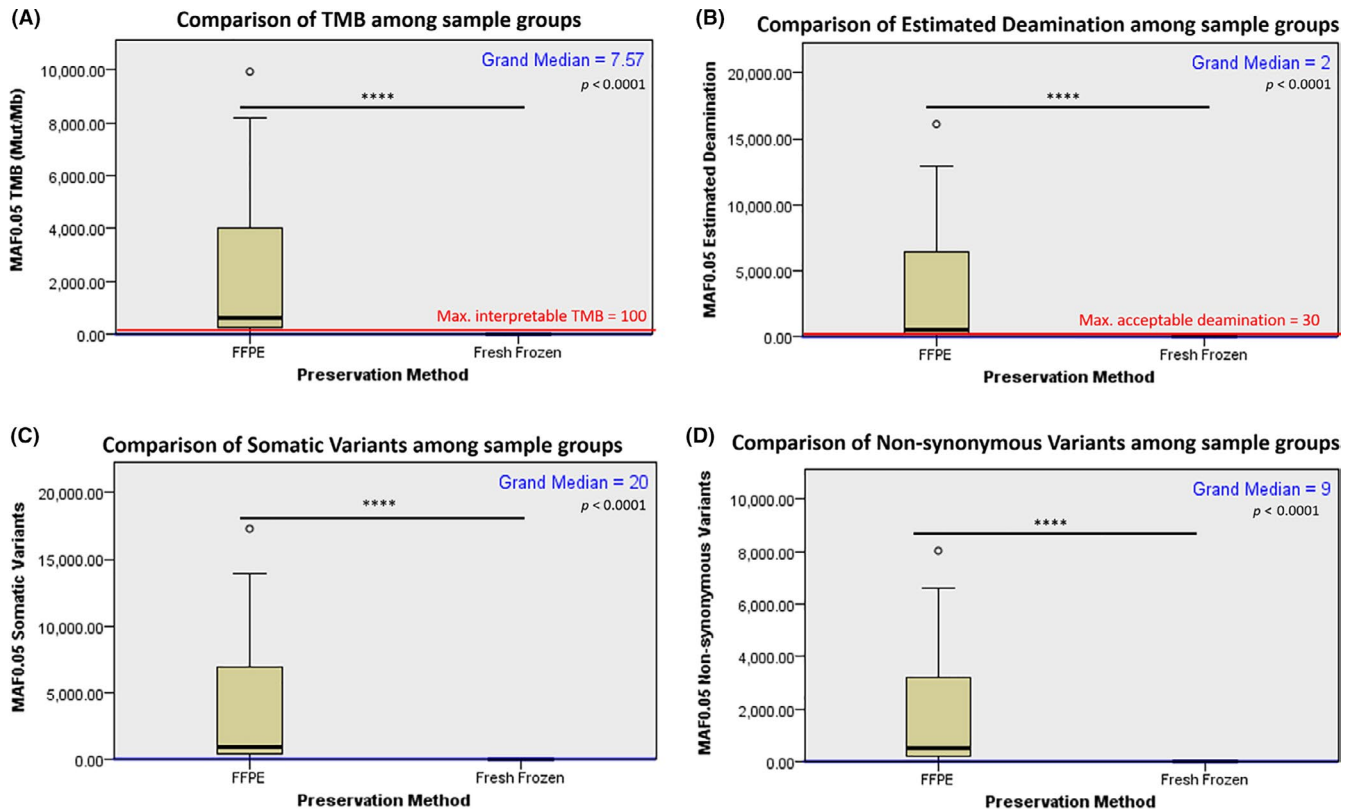 (A)
Comparison of TMB among sample groups
Grand Median = 7.57
p < 0.0001
****
10,000.00
8,000.00
6,000.00
4,000.00
2,000.00
0.00
MAF0.05 TMB (Mut/Mb)
Max. interpretable TMB = 100
FFPE
Fresh Frozen
Preservation Method
(B)
Comparison of Estimated Deamination among sample groups
Grand Median = 2
p < 0.0001
****
20,000.00
15,000.00
10,000.00
5,000.00
0.00
MAF0.05 Estimated Deamination
Max. acceptable deamination = 30
FFPE
Fresh Frozen
Preservation Method
(C)
Comparison of Somatic Variants among sample groups
Grand Median = 20
p < 0.0001
****
20,000.00
15,000.00
10,000.00
5,000.00
0.00
MAF0.05 Somatic Variants
FFPE
Fresh Frozen
Preservation Method
(D)
Comparison of Non-synonymous Variants among sample groups
Grand Median = 9
p < 0.0001
****
10,000.00
8,000.00
6,000.00
4,000.00
2,000.00
0.00
MAF0.05 Non-synonymous Variants
FFPE
Fresh Frozen
Preservation Method